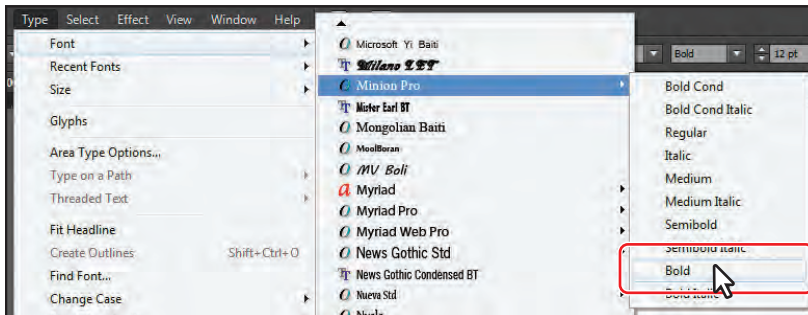 Type Select Effect View Window Help
Font
Recent Fonts
Size
Glyphs
Area Type Options...
Type on a Path
Threaded Text
Fit Headline
Create Outlines Shift+Ctrl+O
Find Font...
Change Case
Microsoft Yi Baiti
Milano LET
Minion Pro
Mister Earl BT
Mongolian Baiti
MoolBoran
MV Boli
Myriad
Myriad Pro
Myriad Web Pro
News Gothic Std
News Gothic Condensed BT
Nueva Std
Bold 12 pt
Bold Cond
Bold Cond Italic
Regular
Italic
Medium
Medium Italic
Semibold
Semibold Italic
Bold
Bold Italic